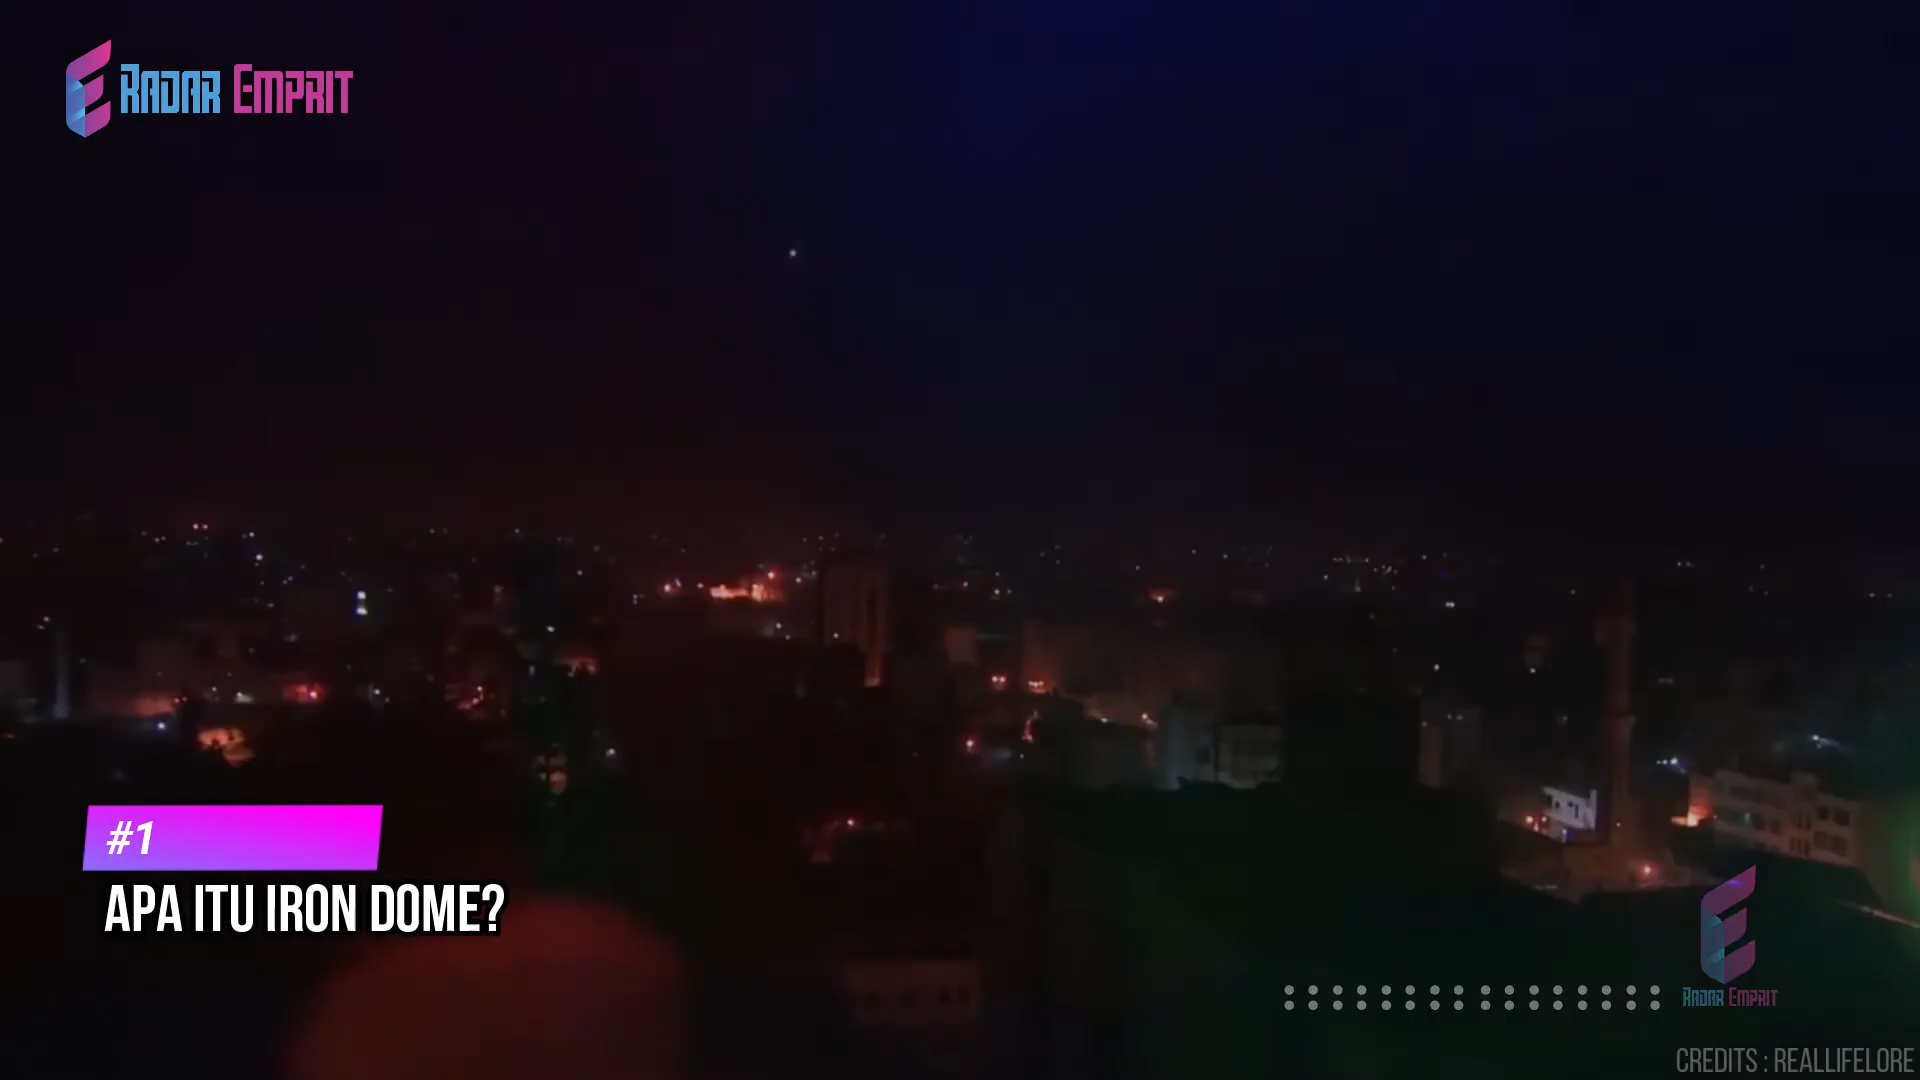 RADAR EMPRIT
#1
APA ITU IRON DOME?
RADAR EMPRIT
CREDITS : REALLIFELORE